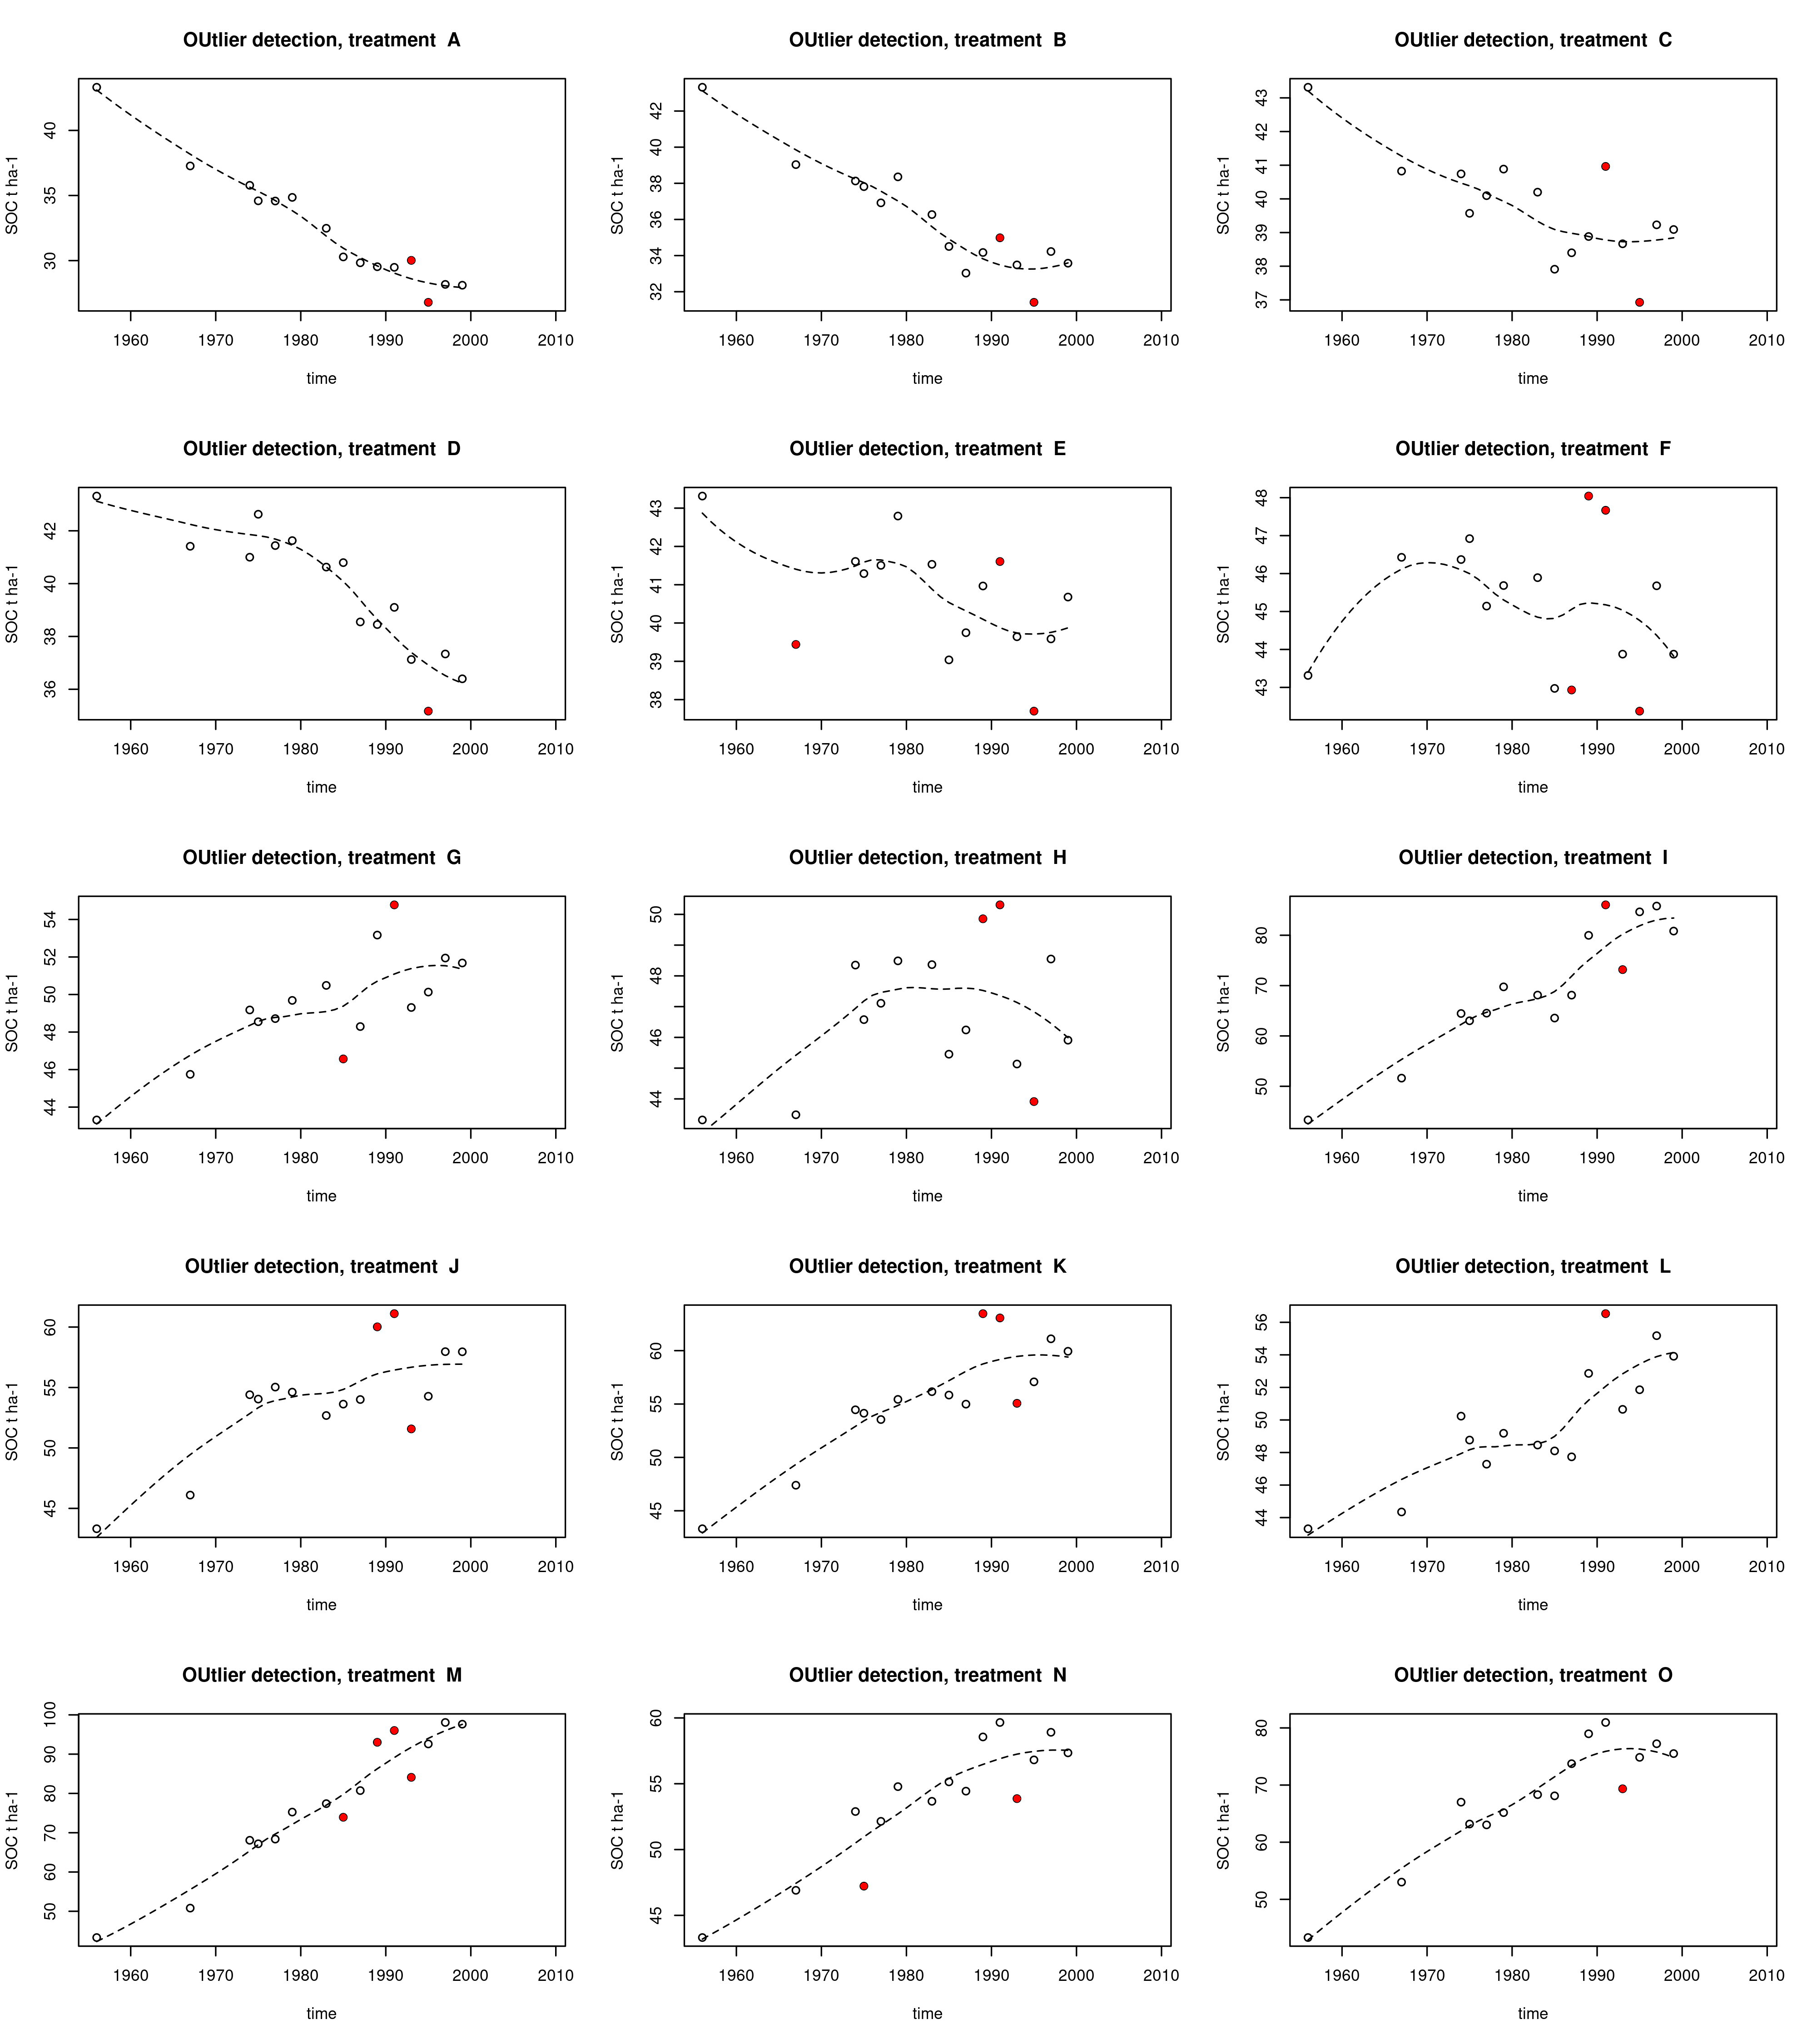 OUtlier detection, treatment A
SOC t ha-1
40
35
30
1960 1970 1980 1990 2000 2010
time
OUtlier detection, treatment B
SOC t ha-1
42
40
38
36
34
32
1960 1970 1980 1990 2000 2010
time
OUtlier detection, treatment C
SOC t ha-1
43
42
41
40
39
38
37
1960 1970 1980 1990 2000 2010
time
OUtlier detection, treatment D
SOC t ha-1
42
40
38
36
1960 1970 1980 1990 2000 2010
time
OUtlier detection, treatment E
SOC t ha-1
43
42
41
40
39
38
1960 1970 1980 1990 2000 2010
time
OUtlier detection, treatment F
SOC t ha-1
48
47
46
45
44
43
1960 1970 1980 1990 2000 2010
time
OUtlier detection, treatment G
SOC t ha-1
54
52
50
48
46
44
1960 1970 1980 1990 2000 2010
time
OUtlier detection, treatment H
SOC t ha-1
50
48
46
44
1960 1970 1980 1990 2000 2010
time
OUtlier detection, treatment I
SOC t ha-1
80
70
60
50
1960 1970 1980 1990 2000 2010
time
OUtlier detection, treatment J
SOC t ha-1
60
55
50
45
1960 1970 1980 1990 2000 2010
time
OUtlier detection, treatment K
SOC t ha-1
60
55
50
45
1960 1970 1980 1990 2000 2010
time
OUtlier detection, treatment L
SOC t ha-1
56
54
52
50
48
46
44
1960 1970 1980 1990 2000 2010
time
OUtlier detection, treatment M
SOC t ha-1
100
90
80
70
60
50
1960 1970 1980 1990 2000 2010
time
OUtlier detection, treatment N
SOC t ha-1
60
55
50
45
1960 1970 1980 1990 2000 2010
time
OUtlier detection, treatment O
SOC t ha-1
80
70
60
50
1960 1970 1980 1990 2000 2010
time